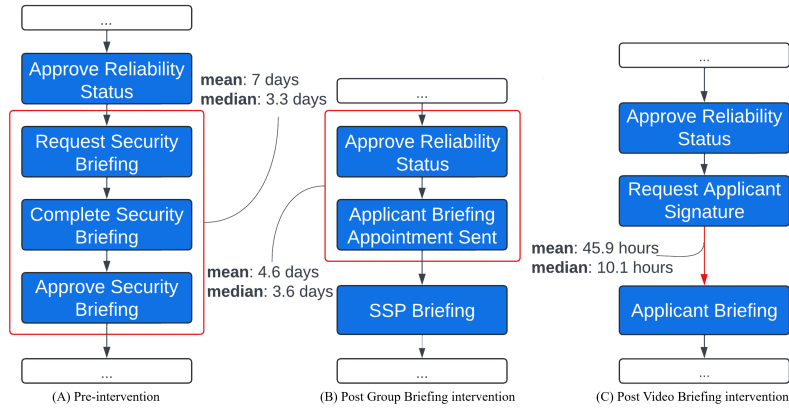 ...
Approve Reliability
Status
Request Security
Briefing
Complete Security
Briefing
Approve Security
Briefing
...
(A) Pre-intervention
mean: 7 days
median: 3.3 days
mean: 4.6 days
median: 3.6 days
...
Approve Reliability
Status
Applicant Briefing
Appointment Sent
SSP Briefing
...
(B) Post Group Briefing intervention
...
Approve Reliability
Status
Request Applicant
Signature
mean: 45.9 hours
median: 10.1 hours
Applicant Briefing
...
(C) Post Video Briefing intervention